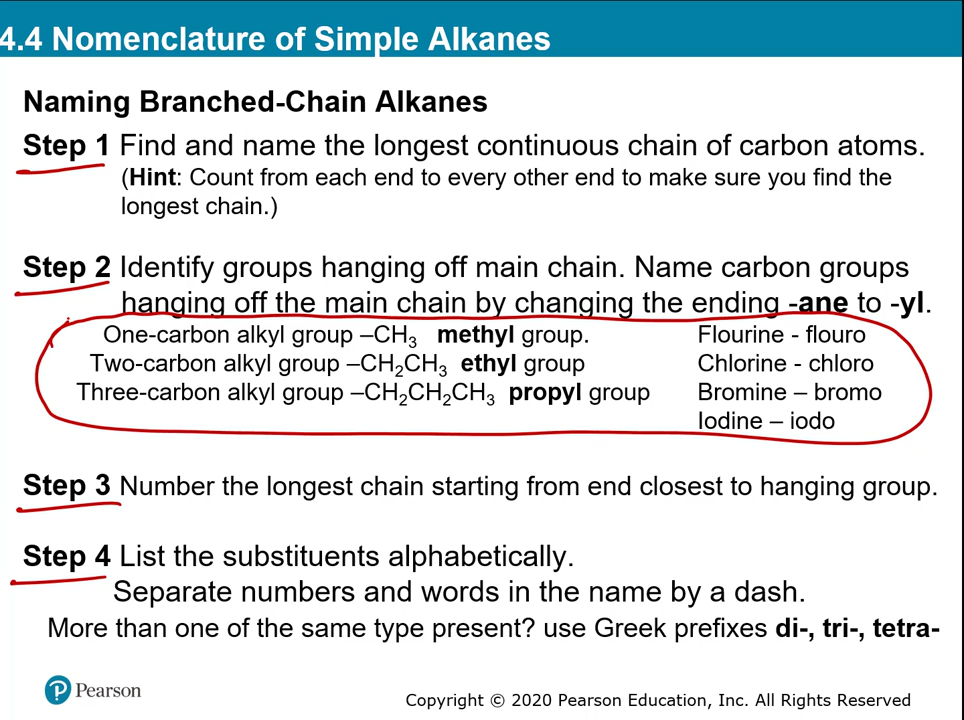 4.4 Nomenclature of Simple Alkanes
Naming Branched-Chain Alkanes
Step 1 Find and name the longest continuous chain of carbon atoms.
(Hint: Count from each end to every other end to make sure you find the
longest chain.)
Step 2 Identify groups hanging off main chain. Name carbon groups
hanging off the main chain by changing the ending -ane to -yl.
One-carbon alkyl group –CH₃ methyl group.
Two-carbon alkyl group –CH₂CH₃ ethyl group
Three-carbon alkyl group –CH₂CH₂CH₃ propyl group
Flourine - flouro
Chlorine - chloro
Bromine – bromo
Iodine – iodo
Step 3 Number the longest chain starting from end closest to hanging group.
Step 4 List the substituents alphabetically.
Separate numbers and words in the name by a dash.
More than one of the same type present? use Greek prefixes di-, tri-, tetra-
P Pearson
Copyright © 2020 Pearson Education, Inc. All Rights Reserved